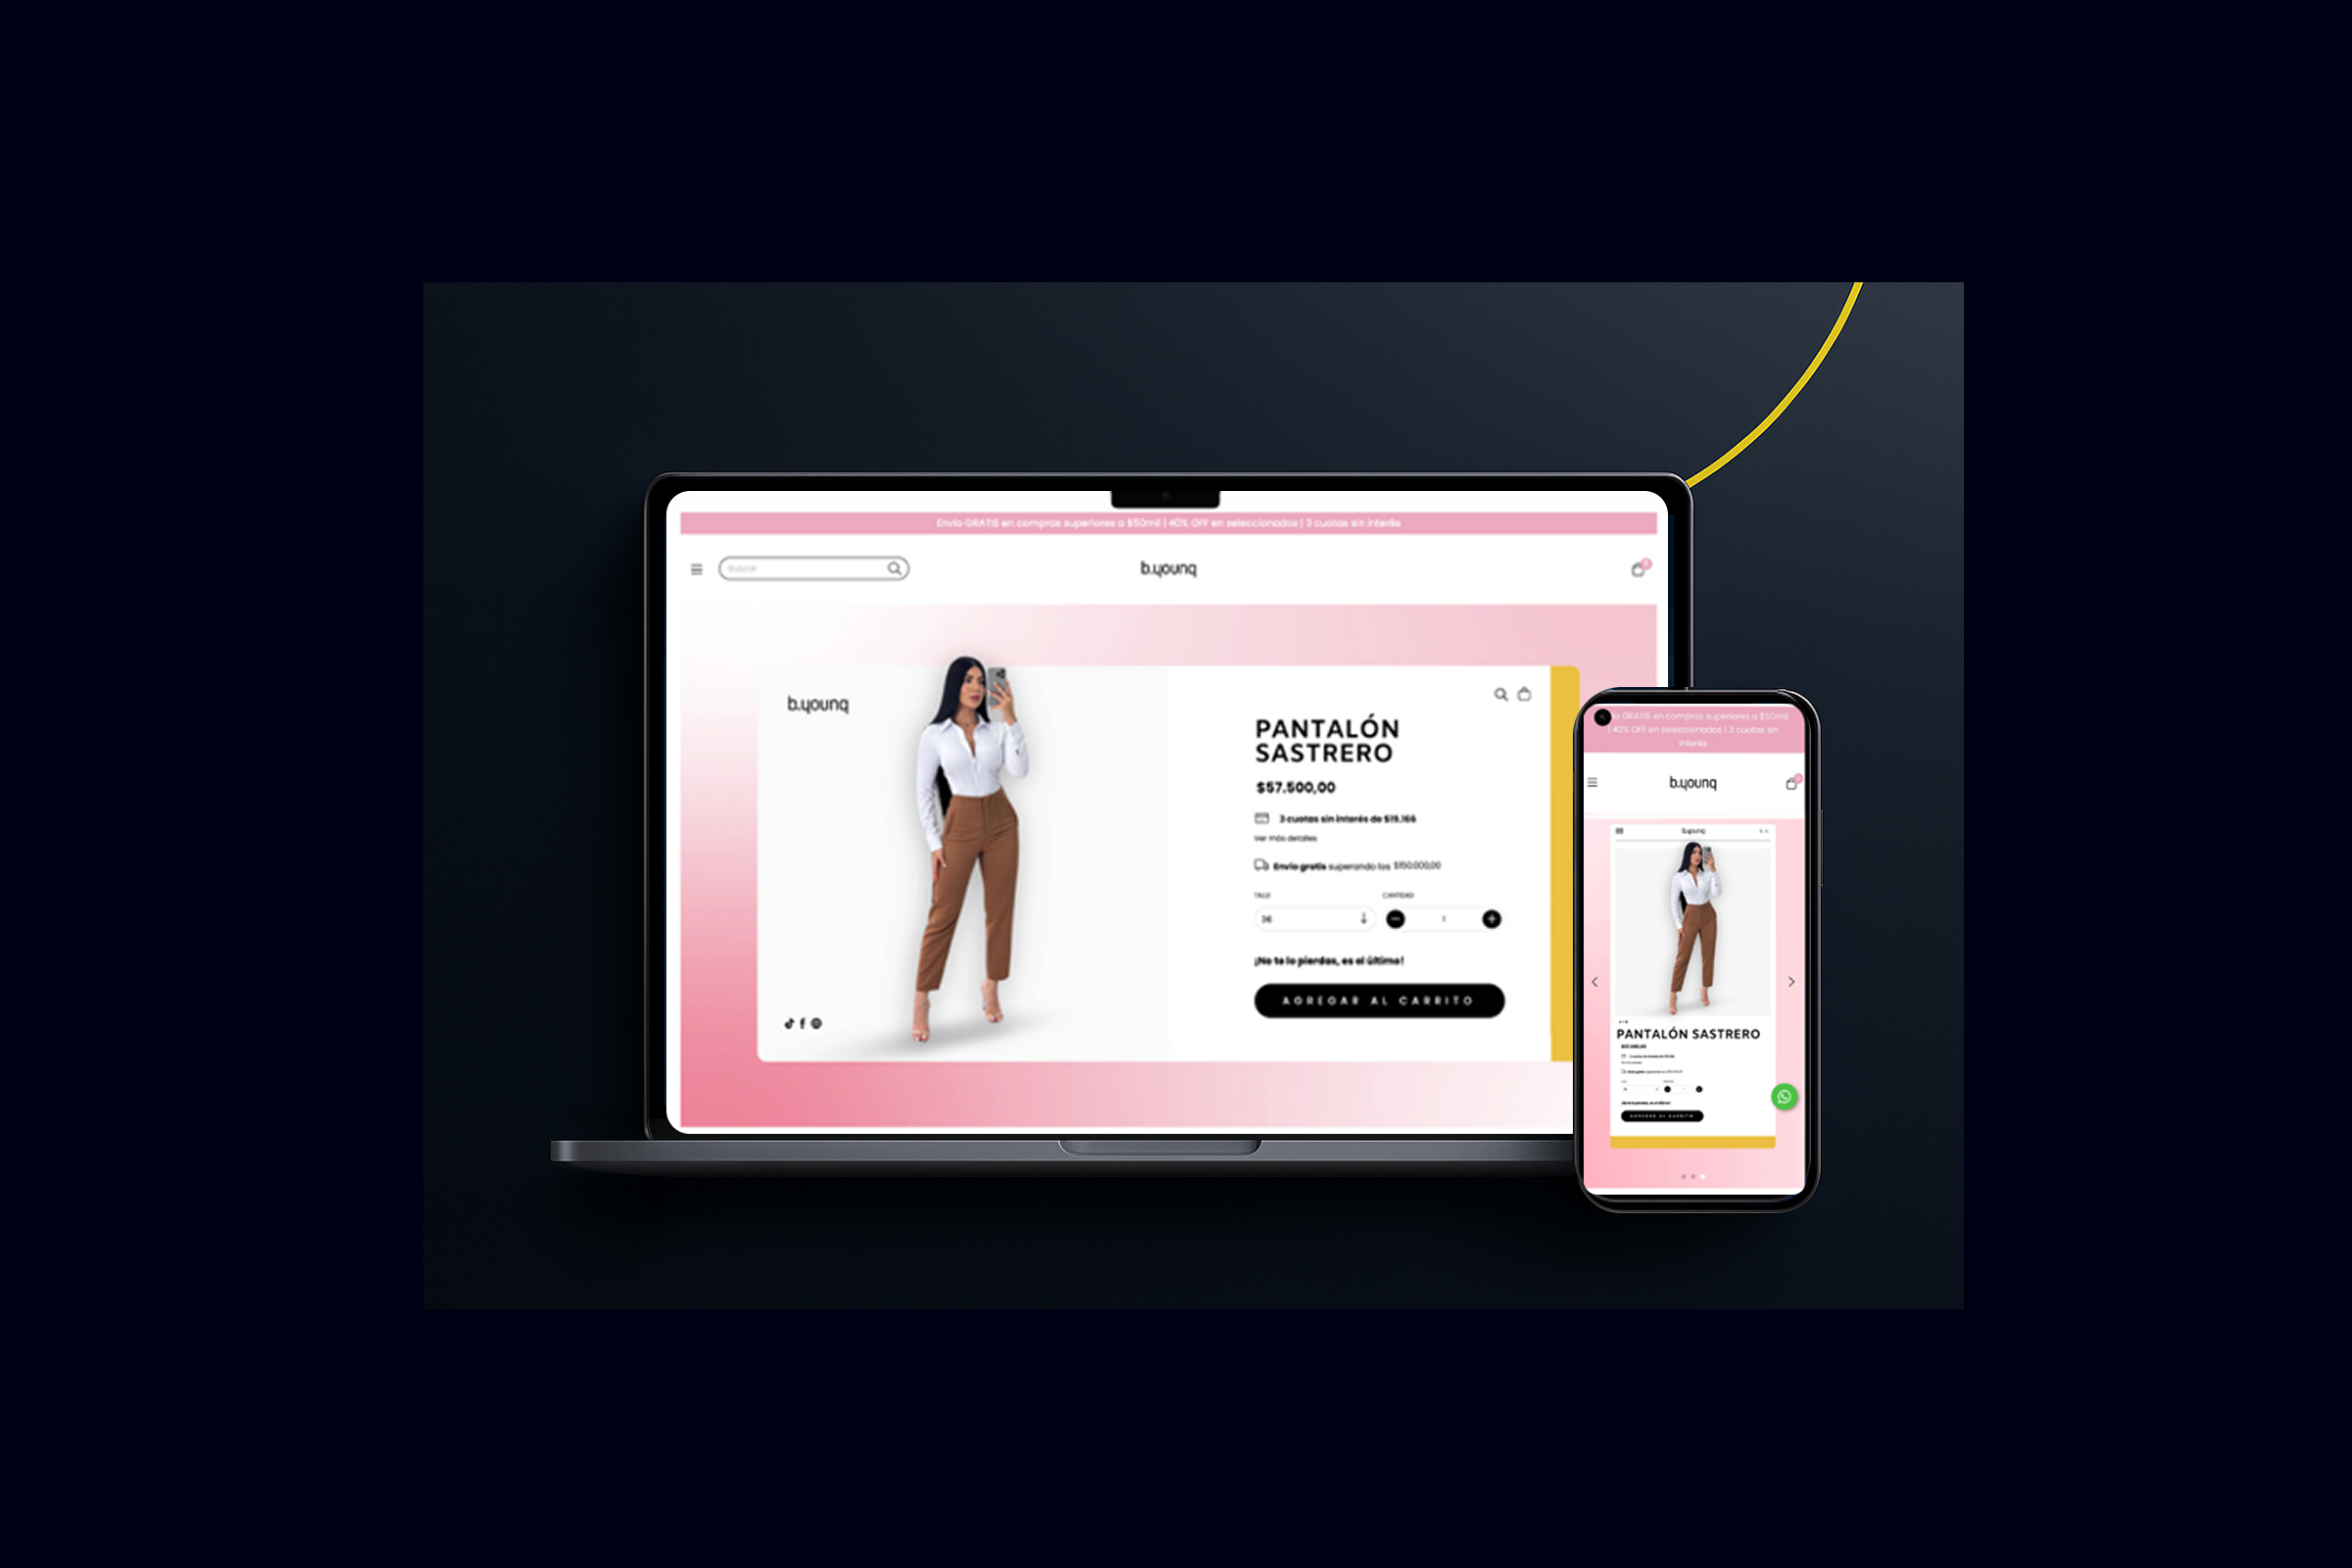 Envío GRATIS en compras superiores a $50mil | 40% OFF en seleccionados | 3 cuotas sin interés
Buscar
b.young
b.young
PANTALÓN
SASTRERO
$57.500,00
3 cuotas sin interés de $19.166
Ver más detalles
Envío gratis superando los $150.000,00
TALLE
CANTIDAD
36
1
¡No te lo pierdas, es el último!
AGREGAR AL CARRITO
GRATIS en compras superiores a $50mil
| 40% OFF en seleccionados | 3 cuotas sin
interés
b.young
b.young
PANTALÓN SASTRERO
AGREGAR AL CARRITO